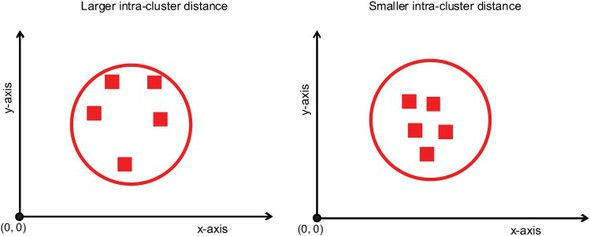 Larger intra-cluster distance
Smaller intra-cluster distance
y-axis
y-axis
(0, 0)
x-axis
(0, 0)
x-axis